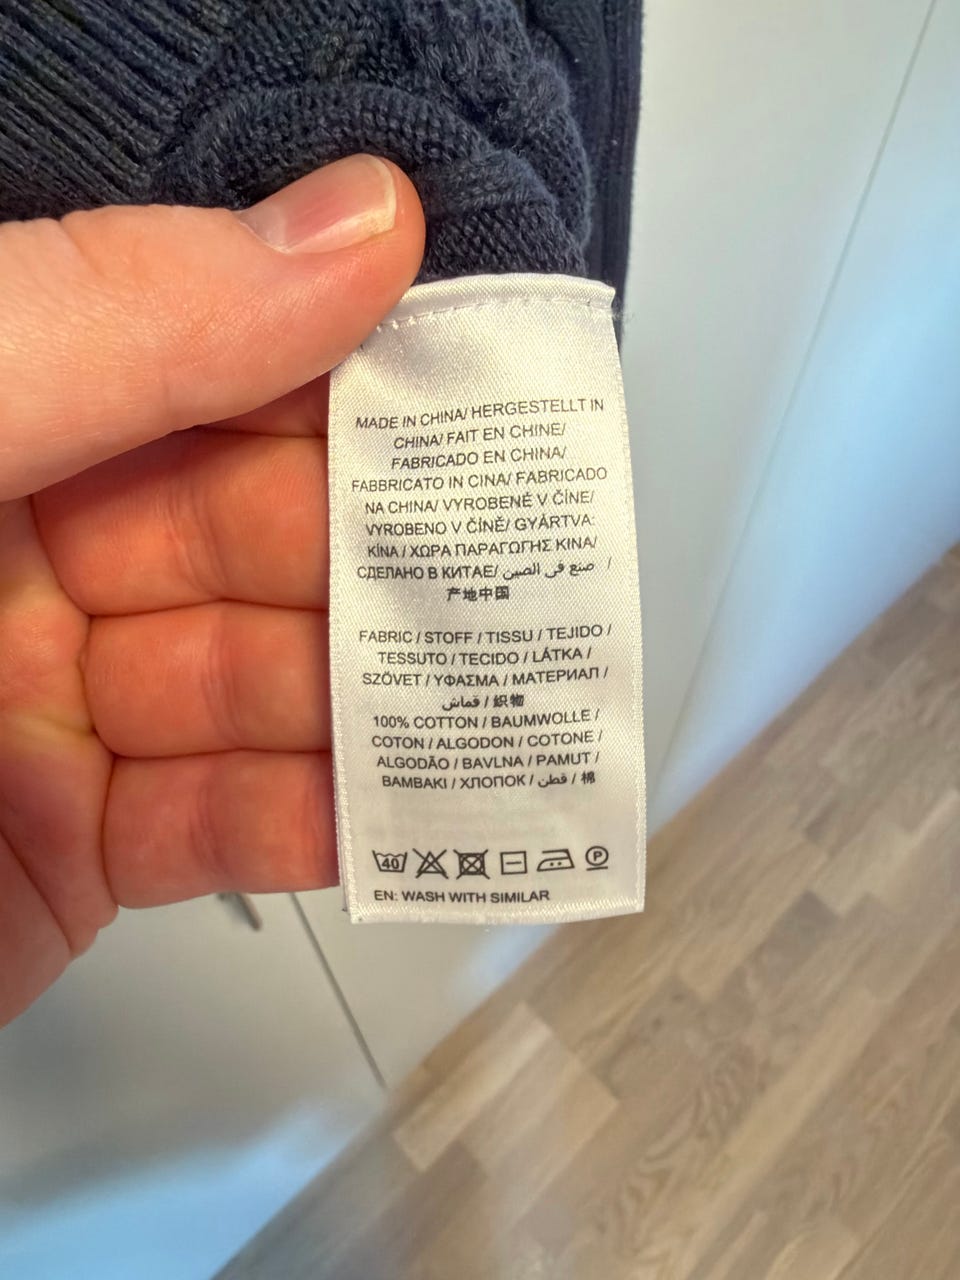 MADE IN CHINA/ HERGESTELLT IN
CHINA/ FAIT EN CHINE/
FABRICADO EN CHINA/
FABBRICATO IN CINA/ FABRICADO
NA CHINA/ VYROBENÉ V ČÍNE/
VYROBENO V ČÍNĚ/ GYÁRTVA:
KÍNA / ΧΩΡΑ ΠΑΡΑΓΩΓΗΣ ΚΙΝΑ/
СДЕЛАНО В КИТАЕ/ صنع في الصين /
产地中国
FABRIC / STOFF / TISSU / TEJIDO /
TESSUTO / TECIDO / LÁTKA /
SZÖVET / ΥΦΑΣΜΑ / МАТЕРИАЛ /
قماش / 织物
100% COTTON / BAUMWOLLE /
COTON / ALGODON / COTONE /
ALGODÃO / BAVLNA / PAMUT /
ΒΑΜΒΑΚΙ / ХЛОПОК / قطن / 棉
40 P
EN: WASH WITH SIMILAR